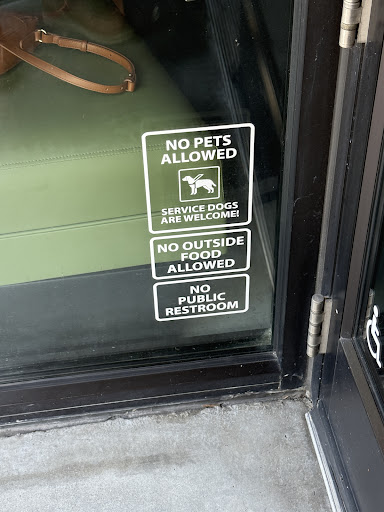 NO PETS
ALLOWED
SERVICE DOGS
ARE WELCOME!
NO OUTSIDE
FOOD
ALLOWED
NO
PUBLIC
RESTROOM